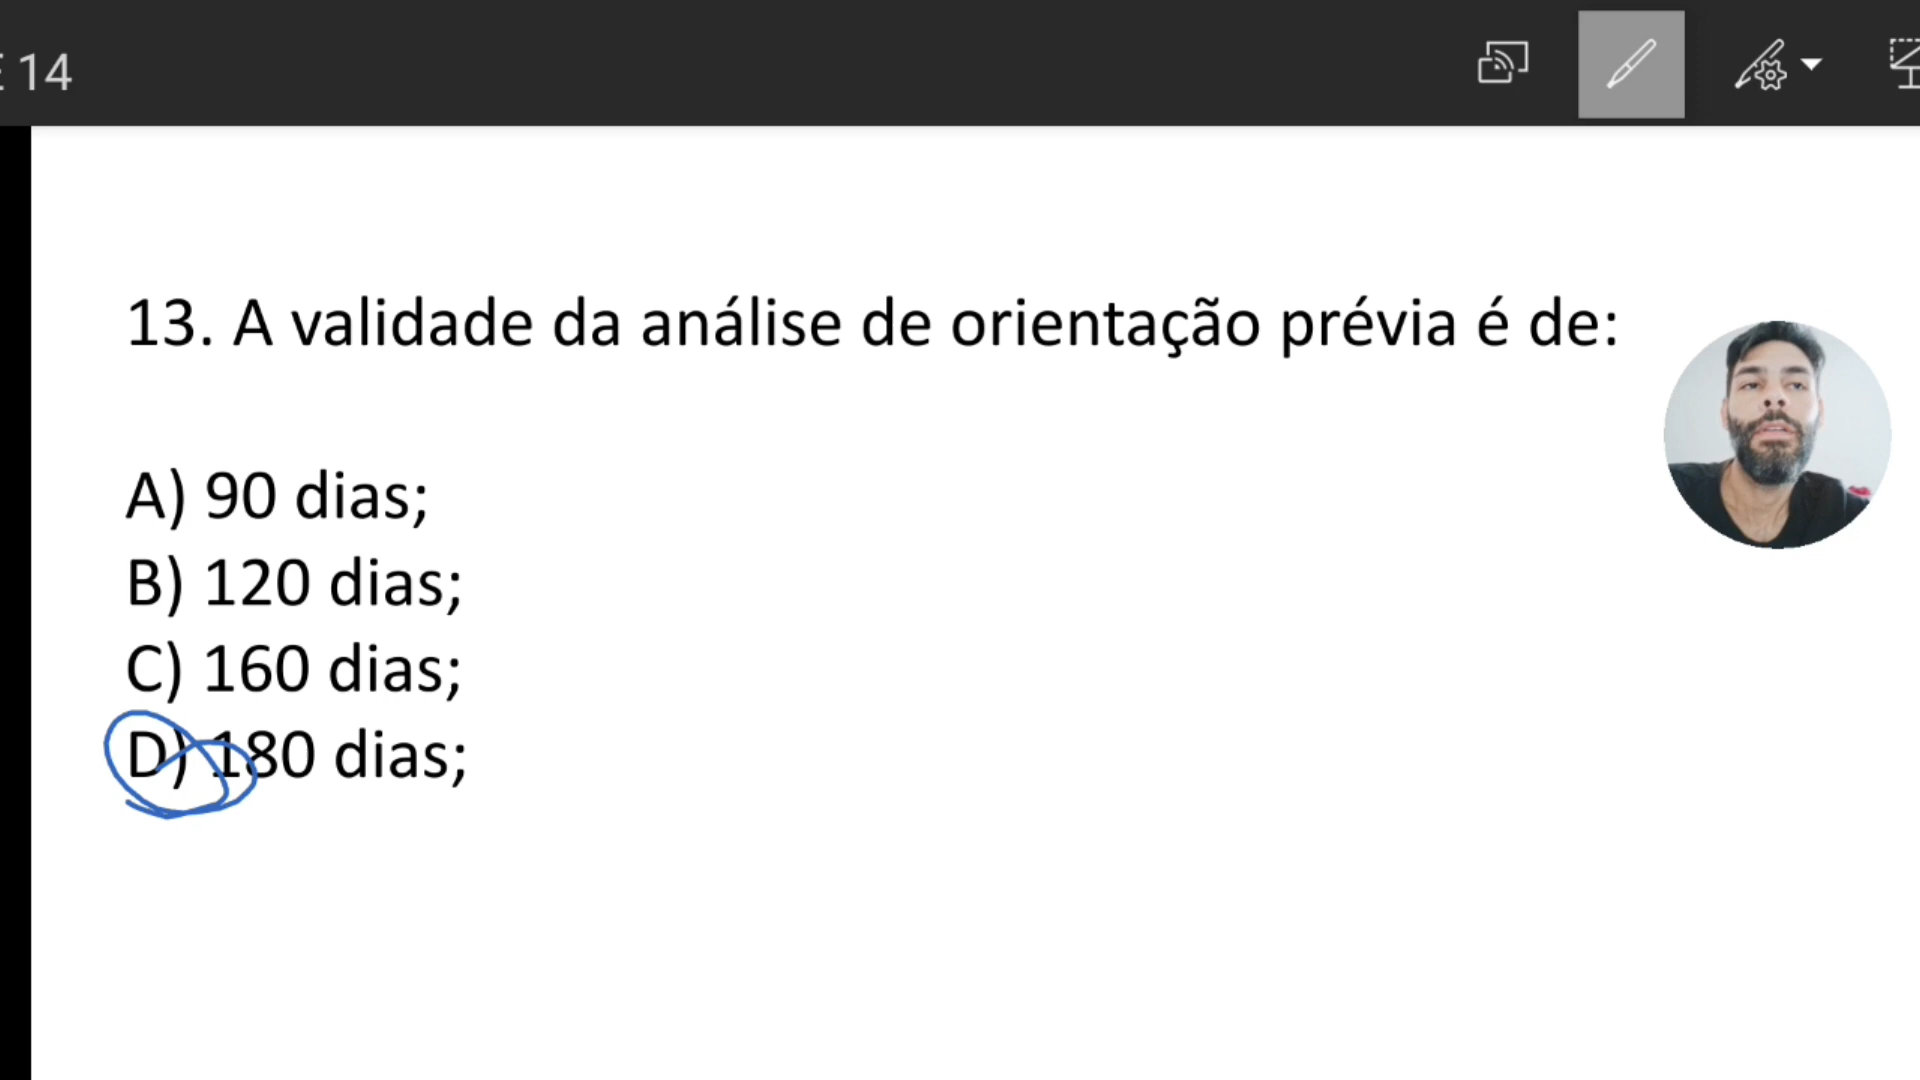 14
13. A validade da análise de orientação prévia é de:
A) 90 dias;
B) 120 dias;
C) 160 dias;
D) 180 dias;